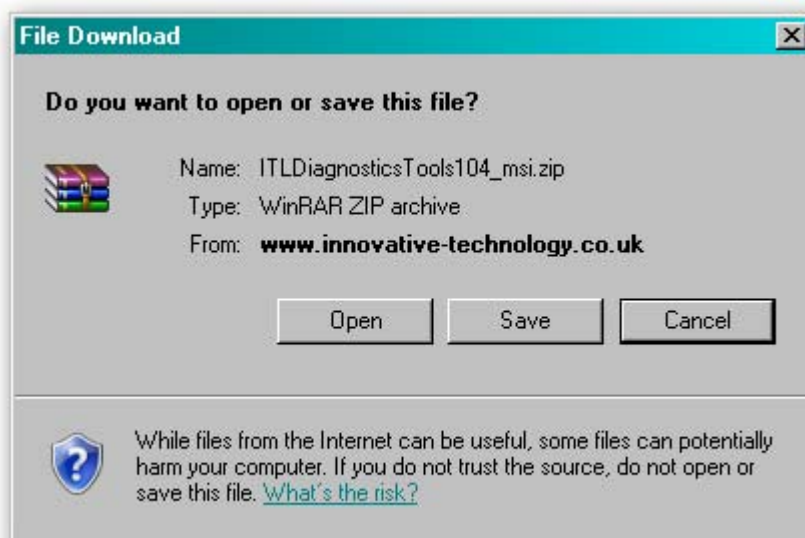 File Download
Do you want to open or save this file?
Name: ITLDiagnosticsTools104_msi.zip
Type: WinRAR ZIP archive
From: www.innovative-technology.co.uk
Open Save Cancel
While files from the Internet can be useful, some files can potentially
harm your computer. If you do not trust the source, do not open or
save this file. What's the risk?